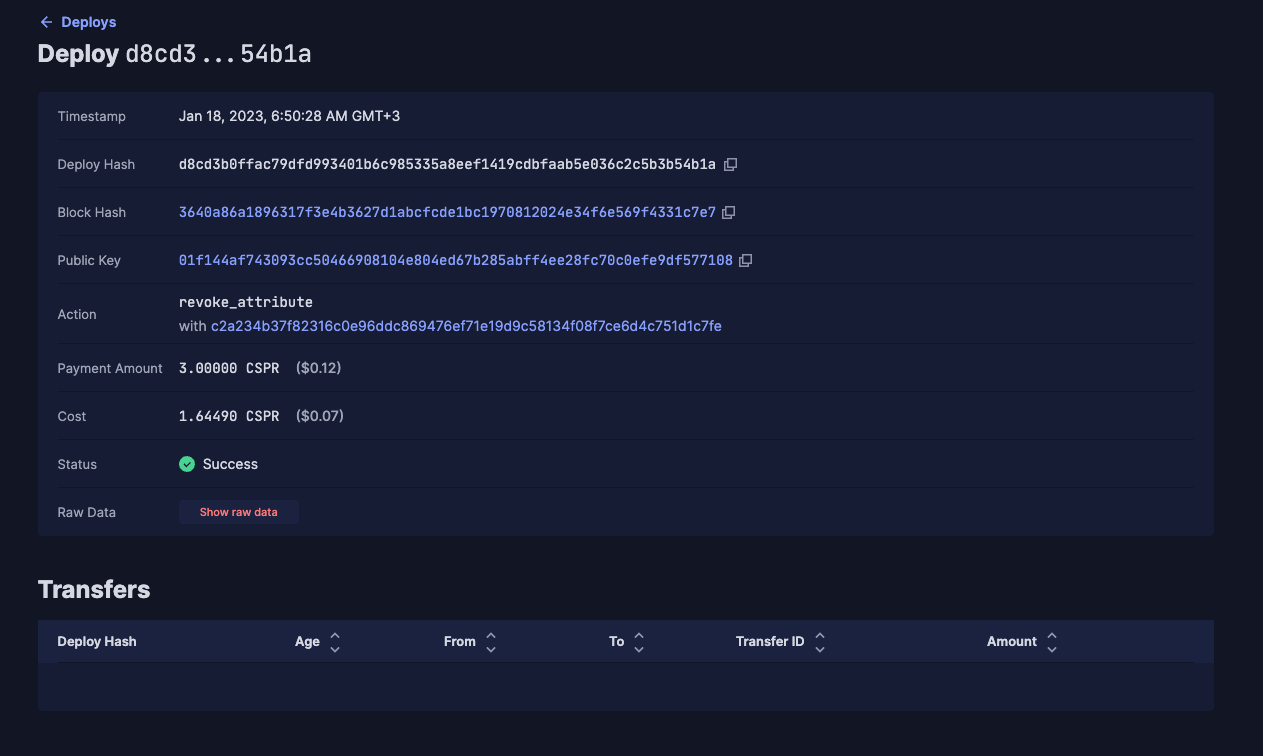 Deploys
Deploy d8cd3...54b1a
Timestamp Jan 18, 2023, 6:50:28 AM GMT+3
Deploy Hash d8cd3b0ffac79dfd993401b6c985335a8eef1419cdbfaab5e036c2c5b3b54b1a
Block Hash 3640a86a1896317f3e4b3627d1abcfcde1bc1970812024e34f6e569f4331c7e7
Public Key 01f144af743093cc50466908104e804ed67b285abff4ee28fc70c0efe9df577108
Action revoke_attribute
with c2a234b37f82316c0e96ddc869476ef71e19d9c58134f08f7ce6d4c751d1c7fe
Payment Amount 3.00000 CSPR ($0.12)
Cost 1.64490 CSPR ($0.07)
Status Success
Raw Data Show raw data
Transfers
Deploy Hash Age From To Transfer ID Amount